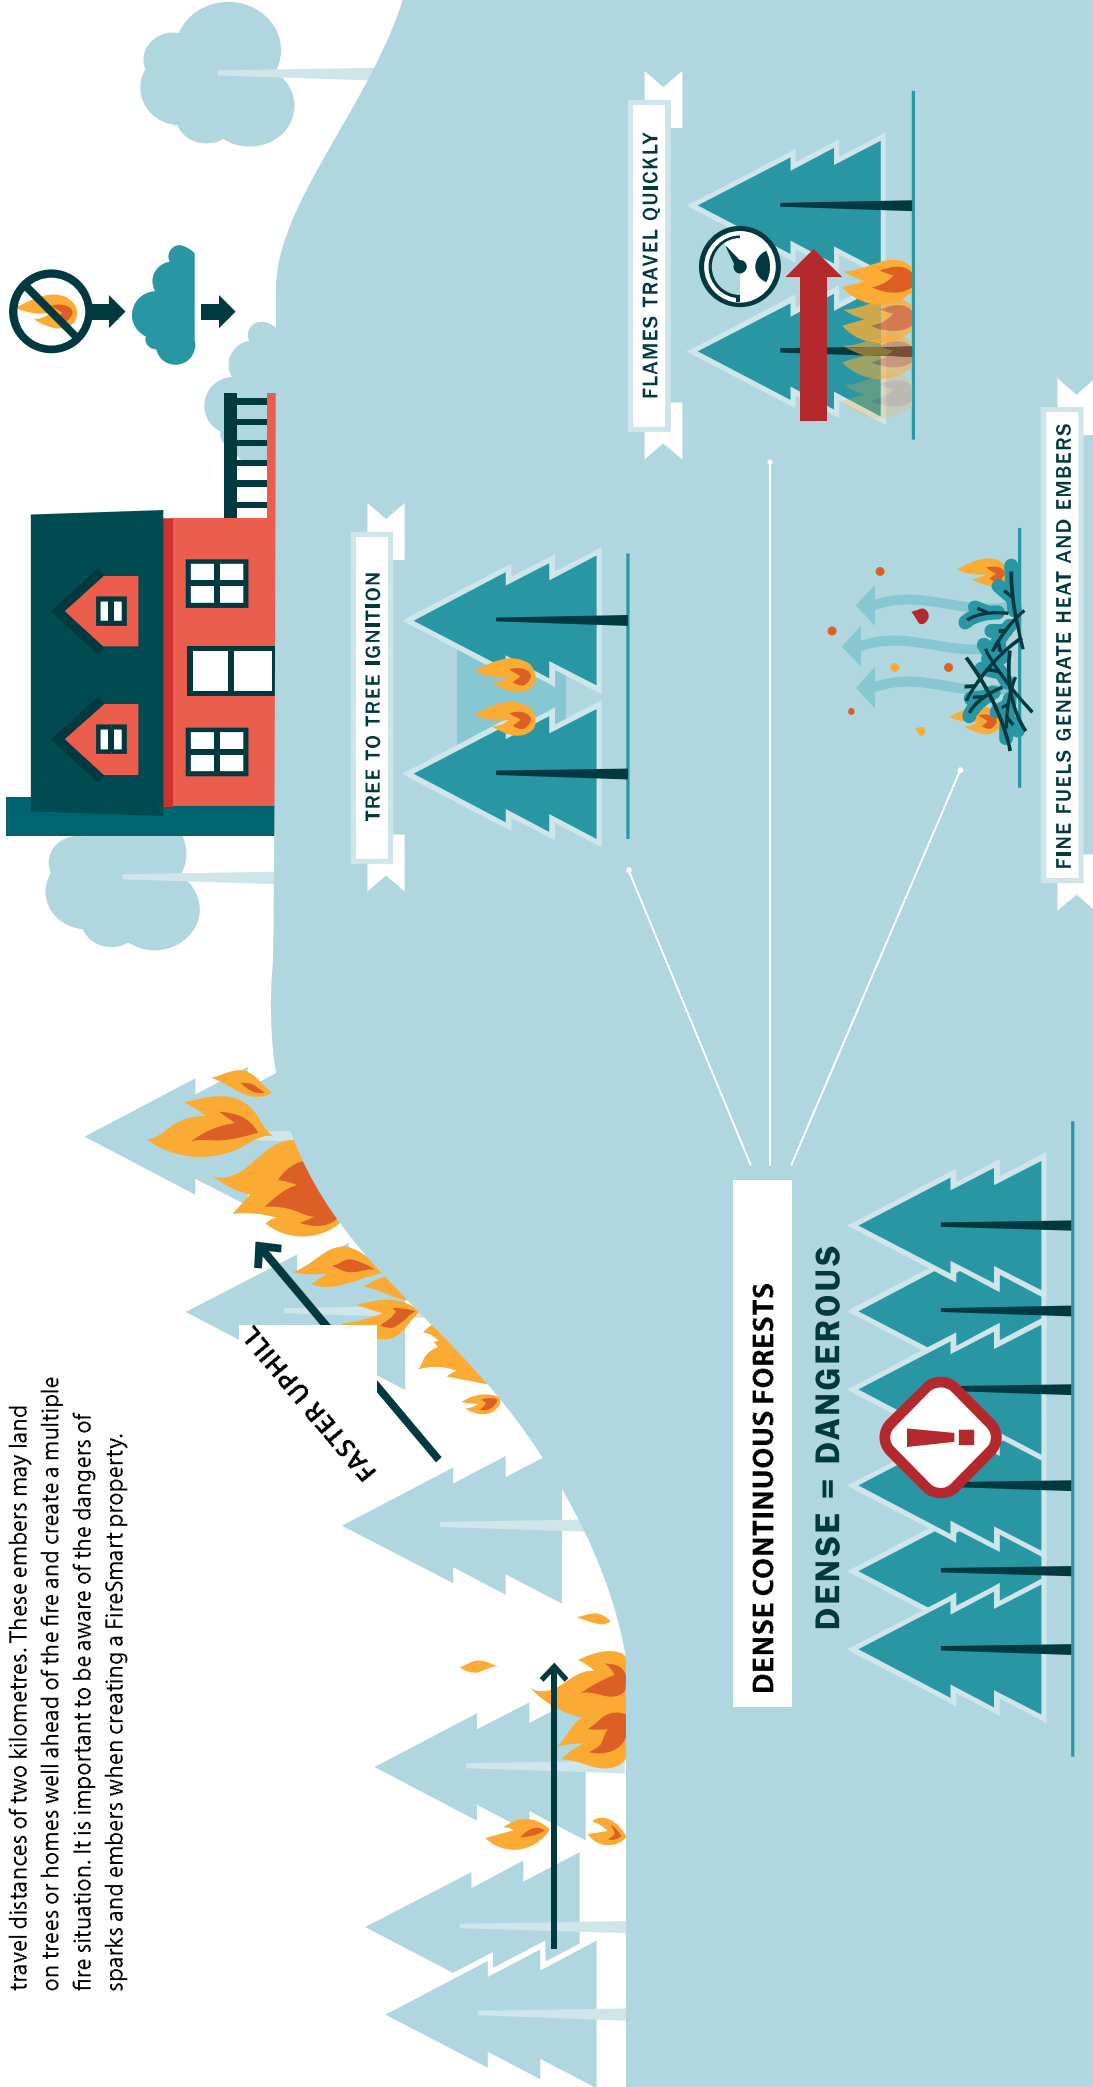 travel distances of two kilometres. These embers may land
on trees or homes well ahead of the fire and create a multiple
fire situation. It is important to be aware of the dangers of
sparks and embers when creating a FireSmart property.
FASTER UPHILL
TREE TO TREE IGNITION
FLAMES TRAVEL QUICKLY
DENSE CONTINUOUS FORESTS
DENSE = DANGEROUS
FINE FUELS GENERATE HEAT AND EMBERS